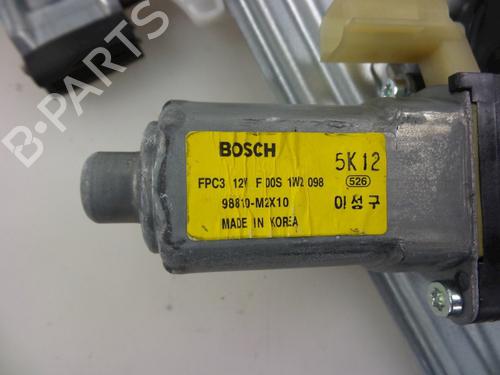 BOSCH
5K12
FPC3 12V F 00S 1W2 098
526
98810-M2X10
이성구
MADE IN KOREA
B-PARTS